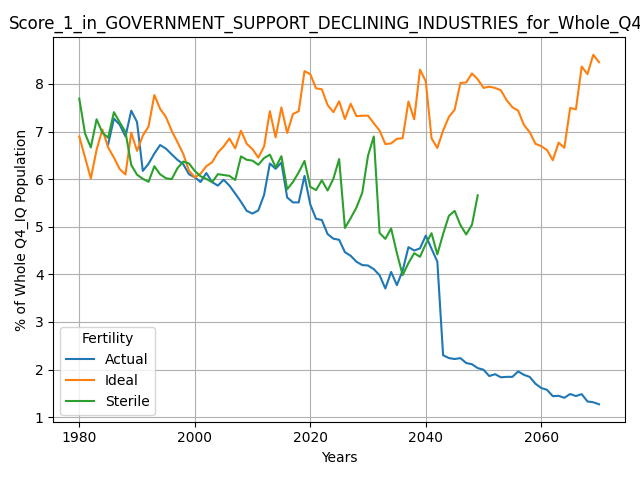 Score_1_in_GOVERNMENT_SUPPORT_DECLINING_INDUSTRIES_for_Whole_Q4
% of Whole Q4_IQ Population
8
7
6
5
4
3
2
1
Fertility
Actual
Ideal
Sterile
1980 2000 2020 2040 2060
Years